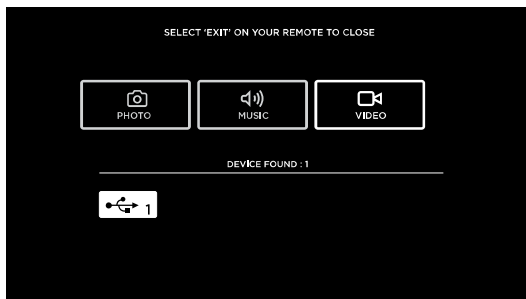 SELECT 'EXIT' ON YOUR REMOTE TO CLOSE
PHOTO
MUSIC
VIDEO
DEVICE FOUND : 1
1